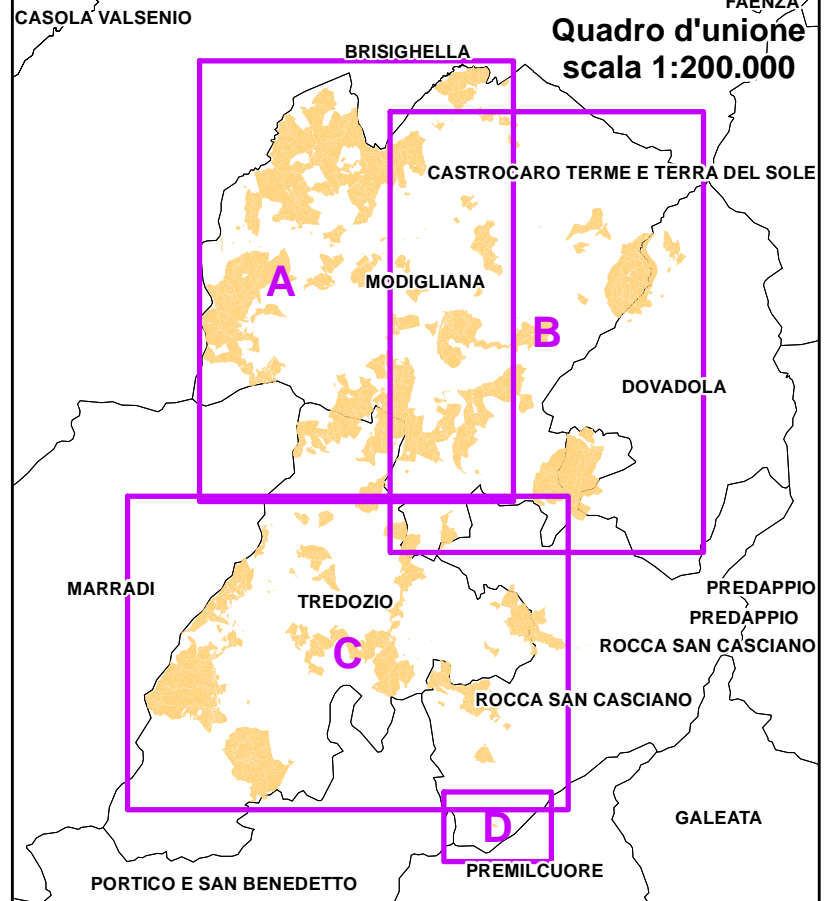 FAENZA
CASOLA VALSENIO
Quadro d'unione
scala 1:200.000
BRISIGHELLA
CASTROCARO TERME E TERRA DEL SOLE
A
MODIGLIANA
B
DOVADOLA
MARRADI
TREDOZIO
PREDAPPIO
PREDAPPIO
ROCCA SAN CASCIANO
C
ROCCA SAN CASCIANO
D
GALEATA
PREMILCUORE
PORTICO E SAN BENEDETTO